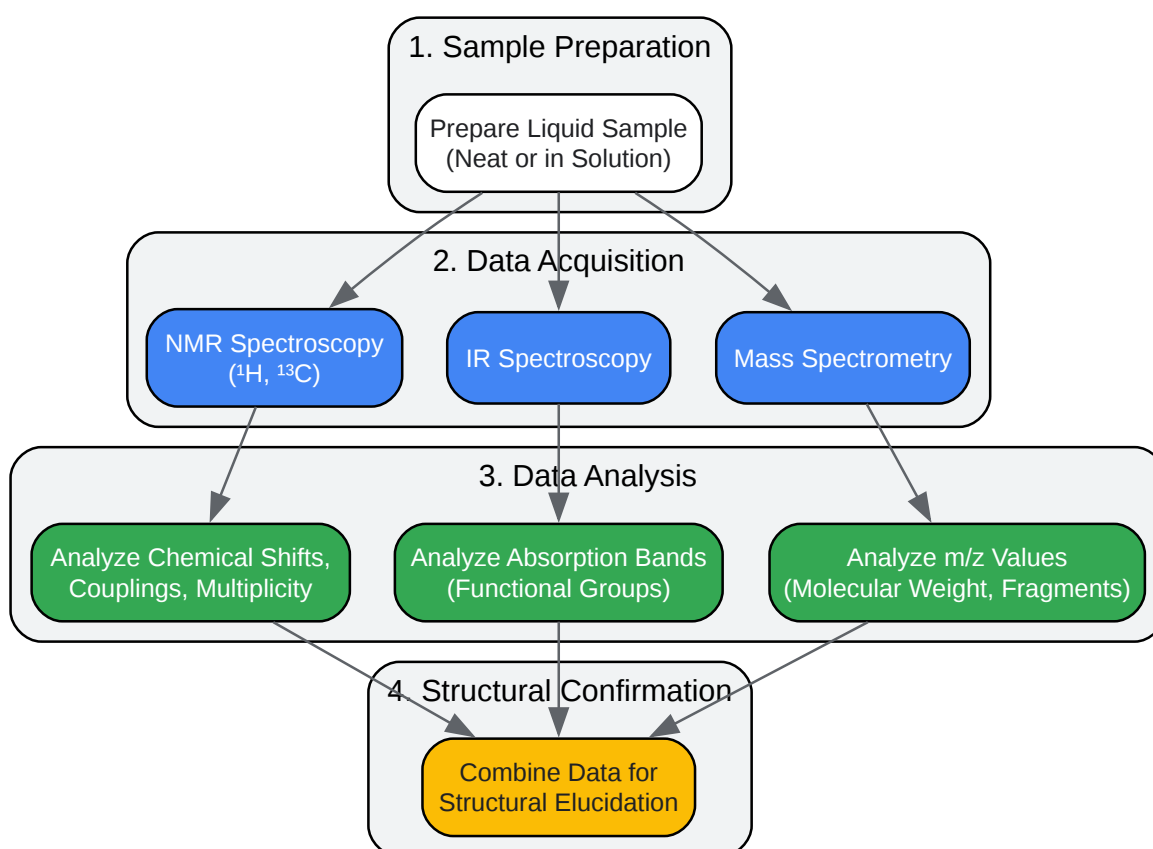 1. Sample Preparation
Prepare Liquid Sample
(Neat or in Solution)
2. Data Acquisition
NMR Spectroscopy
(¹H, ¹³C)
IR Spectroscopy
Mass Spectrometry
3. Data Analysis
Analyze Chemical Shifts,
Couplings, Multiplicity
Analyze Absorption Bands
(Functional Groups)
Analyze m/z Values
(Molecular Weight, Fragments)
4. Structural Confirmation
Combine Data for
Structural Elucidation